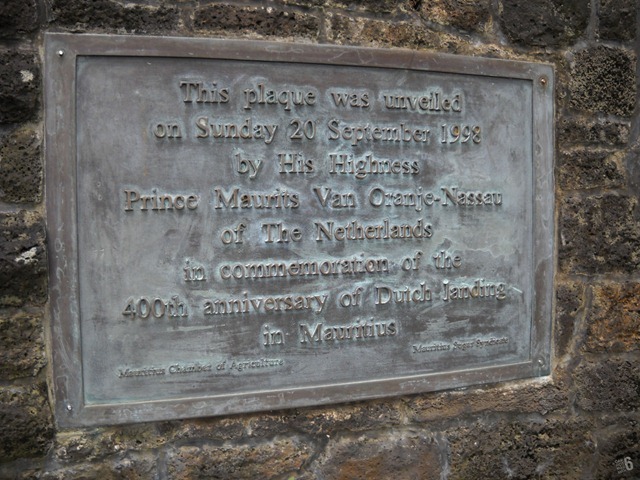 This plaque was unveiled
on Sunday 20 September 1998
by His Highness
Prince Maurits Van Oranje-Nassau
of The Netherlands
in commemoration of the
400th anniversary of Dutch landing
in Mauritius
Mauritius Chamber of Agriculture
Mauritius Sugar Syndicate